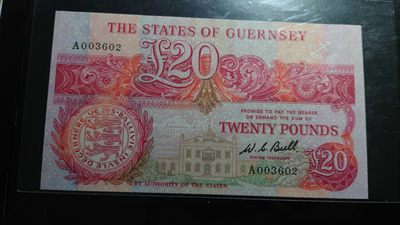 THE STATES OF GUERNSEY
A003602
£20
PROMISE TO PAY THE BEARER
ON DEMAND THE SUM OF
TWENTY POUNDS
W. C. Bull
STATES TREASURER
£20
A003602
BY AUTHORITY OF THE STATES